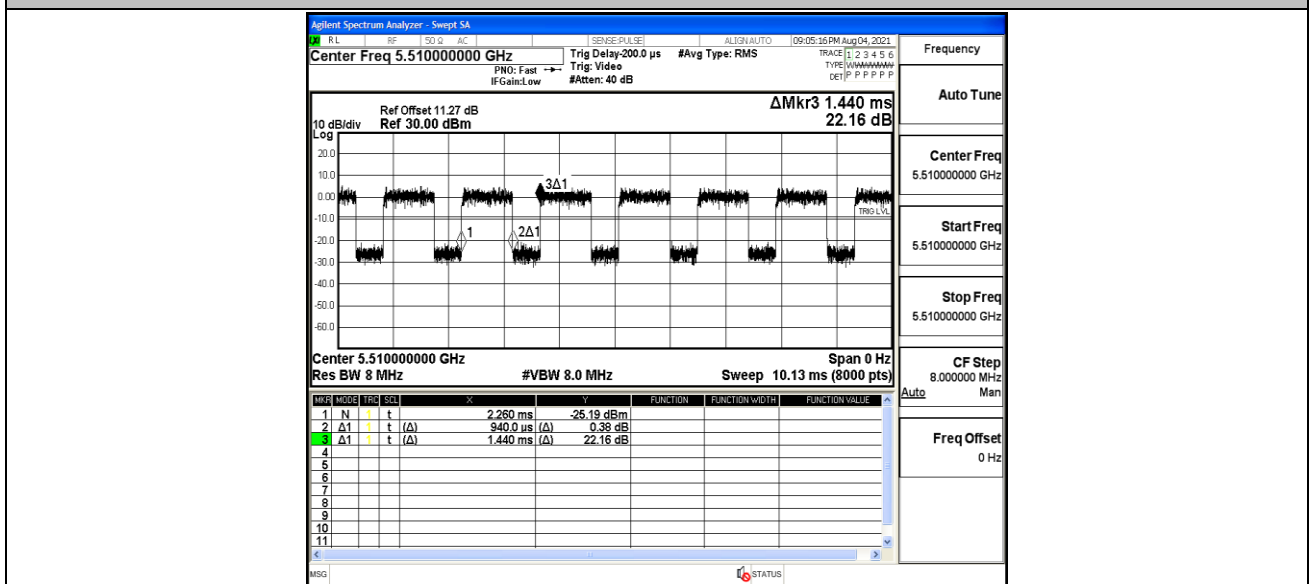 Agilent Spectrum Analyzer - Swept SA
RL RF 50 Ω AC SENSE:PULSE ALIGNAUTO 09:05:16 PM Aug 04, 2021
Center Freq 5.510000000 GHz
PNO: Fast
IFGain:Low
Trig Delay-200.0 µs
Trig: Video
#Atten: 40 dB
#Avg Type: RMS
TRACE 1 2 3 4 5 6
TYPE
DET P P P P P P
Frequency
Auto Tune
Center Freq
5.510000000 GHz
Start Freq
5.510000000 GHz
Stop Freq
5.510000000 GHz
CF Step
8.000000 MHz
Auto Man
Freq Offset
0 Hz
ΔMkr3 1.440 ms
22.16 dB
Ref Offset 11.27 dB
10 dB/div Ref 30.00 dBm
Log
20.0
10.0
3Δ1
0.00
TRIG LVL
-10.0
1
2Δ1
-20.0
-30.0
-40.0
-50.0
-60.0
Center 5.510000000 GHz Span 0 Hz
Res BW 8 MHz #VBW 8.0 MHz Sweep 10.13 ms (8000 pts)
MKR MODE TRC SCL X Y FUNCTION FUNCTION WIDTH FUNCTION VALUE
1 N 1 t 2.260 ms -25.19 dBm
2 Δ1 1 t (Δ) 940.0 µs (Δ) 0.38 dB
3 Δ1 1 t (Δ) 1.440 ms (Δ) 22.16 dB
4
5
6
7
8
9
10
11
MSG STATUS